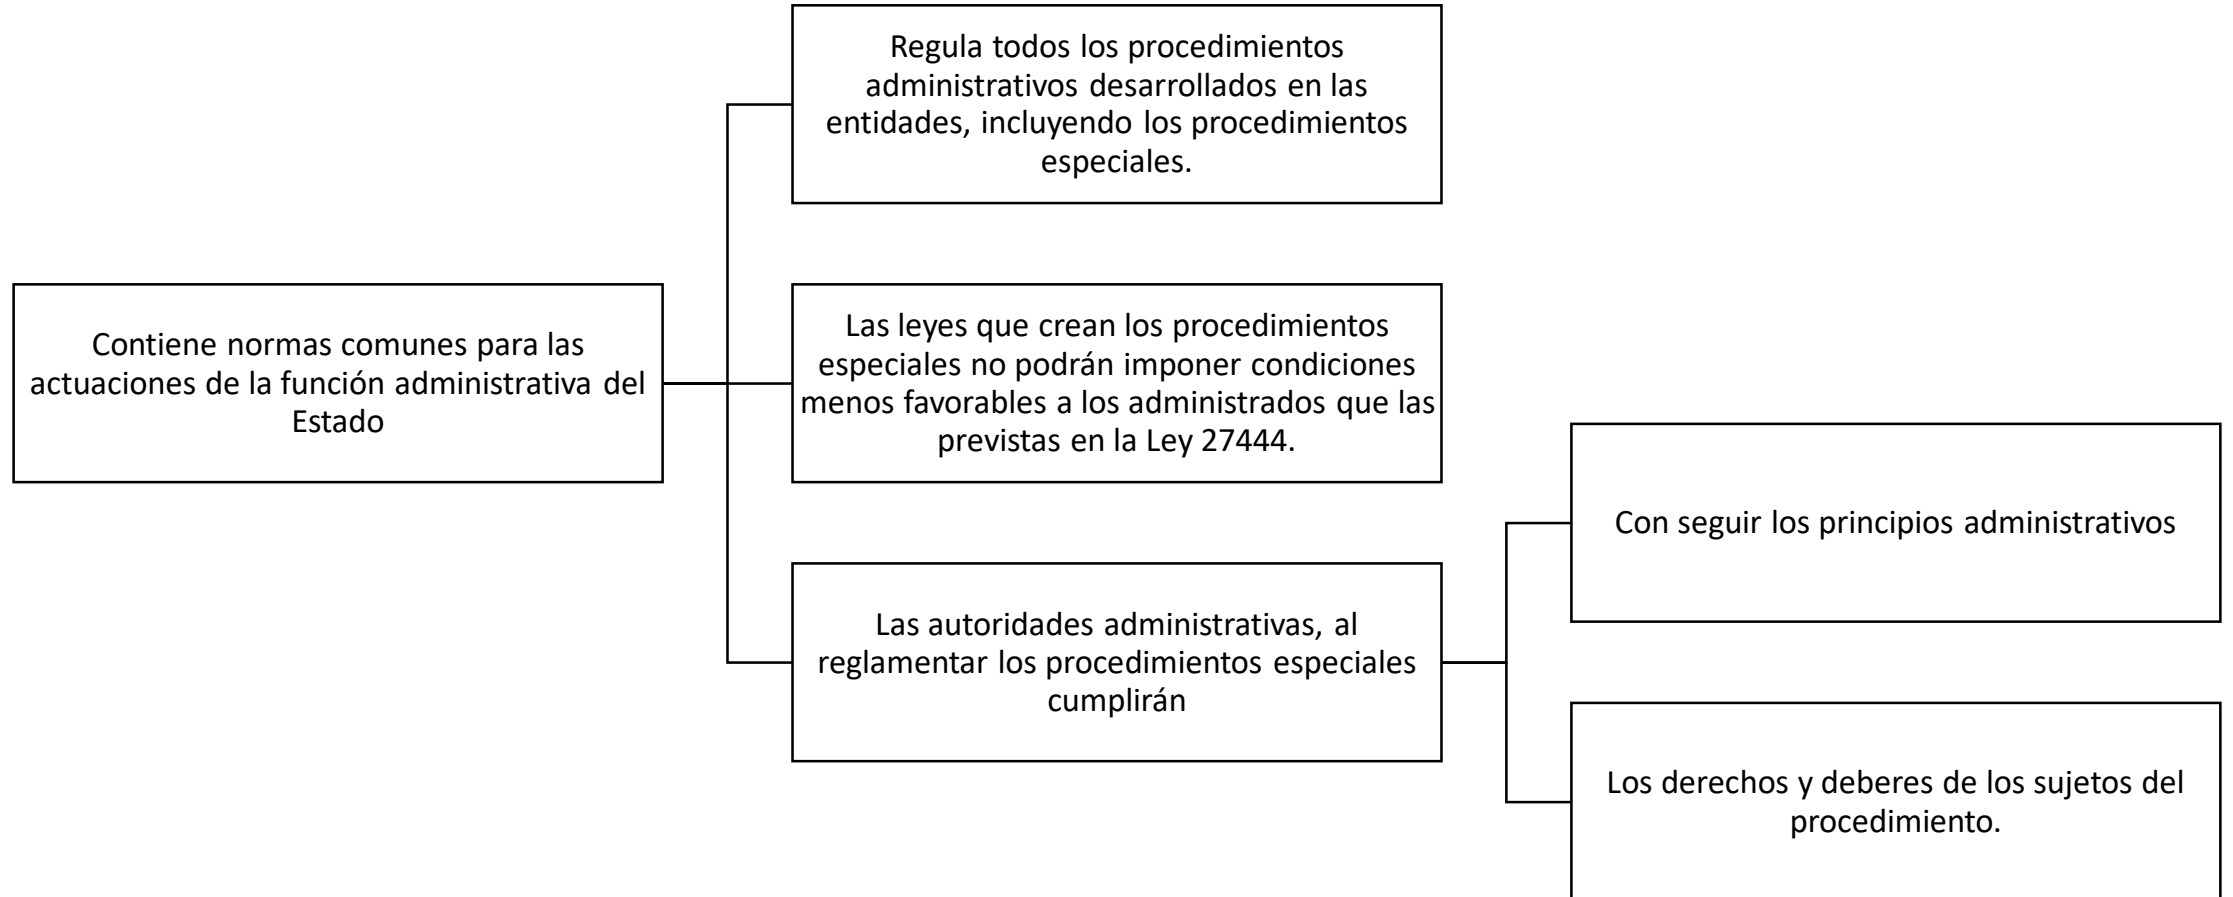 Regula todos los procedimientos
administrativos desarrollados en las
entidades, incluyendo los procedimientos
especiales.
Contiene normas comunes para las
actuaciones de la función administrativa del
Estado
Las leyes que crean los procedimientos
especiales no podrán imponer condiciones
menos favorables a los administrados que las
previstas en la Ley 27444.
Las autoridades administrativas, al
reglamentar los procedimientos especiales
cumplirán
Con seguir los principios administrativos
Los derechos y deberes de los sujetos del
procedimiento.